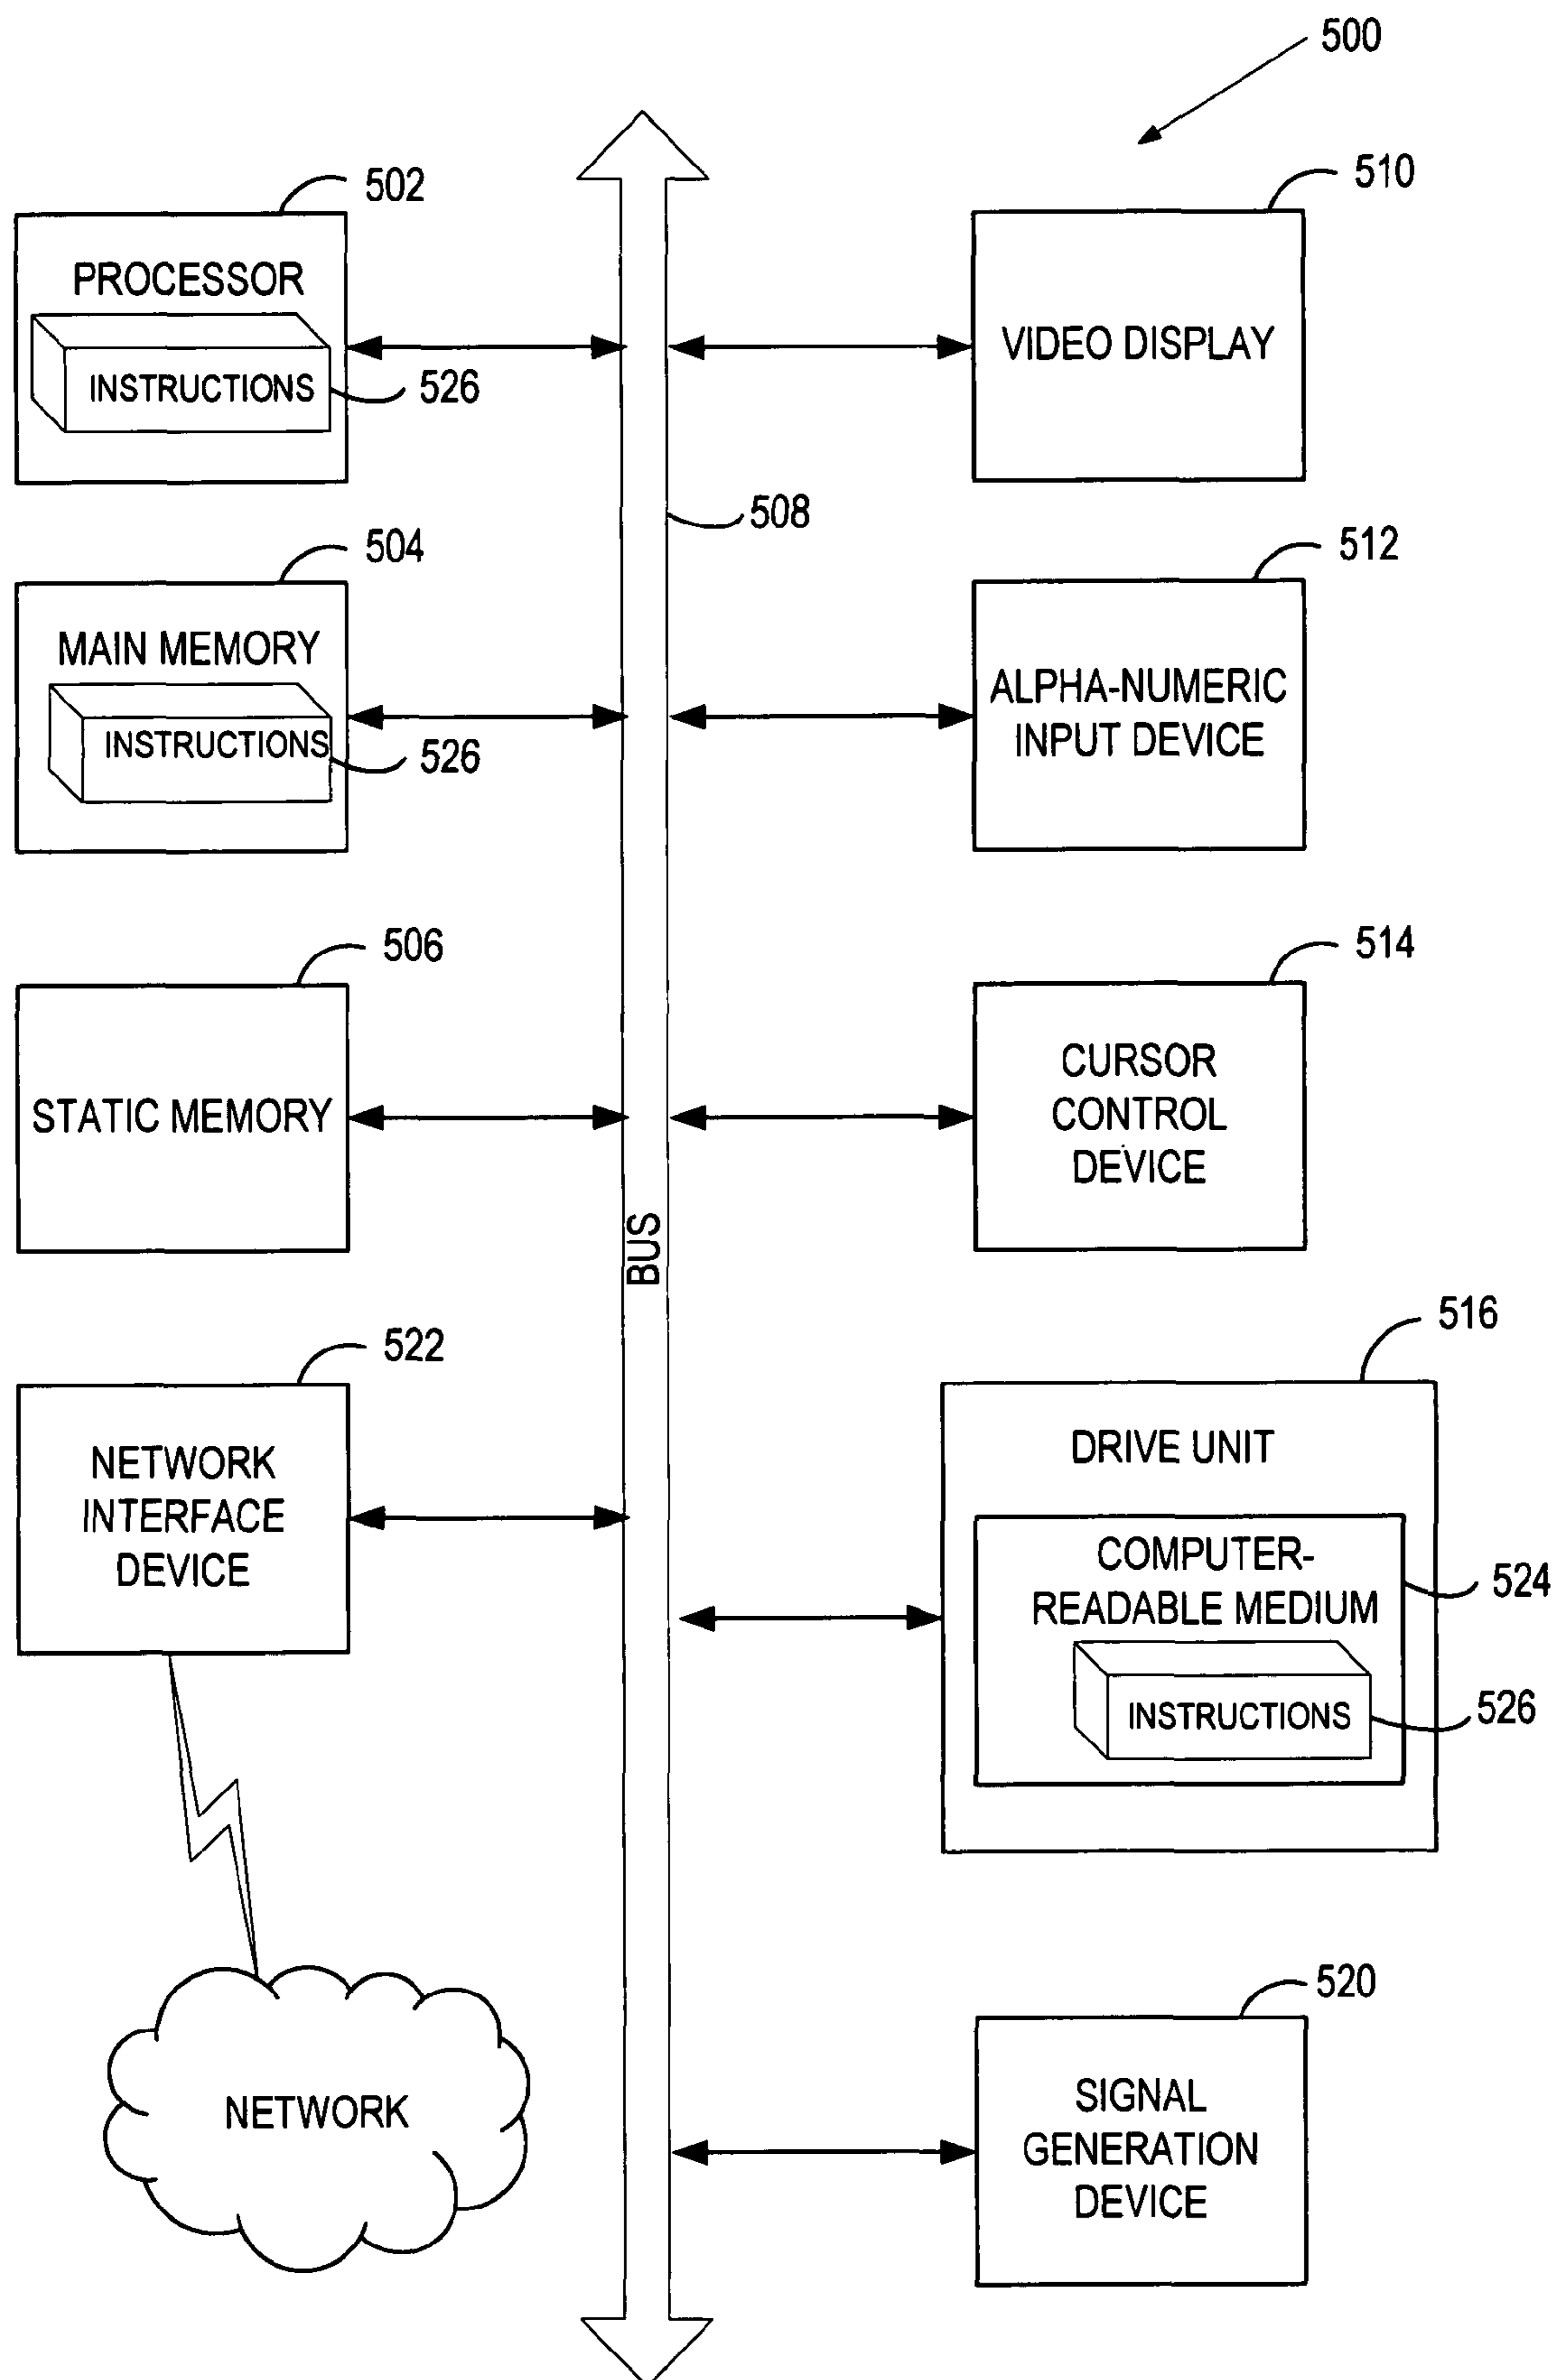 500
502
PROCESSOR
INSTRUCTIONS
526
510
VIDEO DISPLAY
508
504
MAIN MEMORY
INSTRUCTIONS
526
512
ALPHA-NUMERIC
INPUT DEVICE
506
STATIC MEMORY
514
CURSOR
CONTROL
DEVICE
BUS
522
NETWORK
INTERFACE
DEVICE
516
DRIVE UNIT
COMPUTER-
READABLE MEDIUM
524
INSTRUCTIONS
526
NETWORK
520
SIGNAL
GENERATION
DEVICE